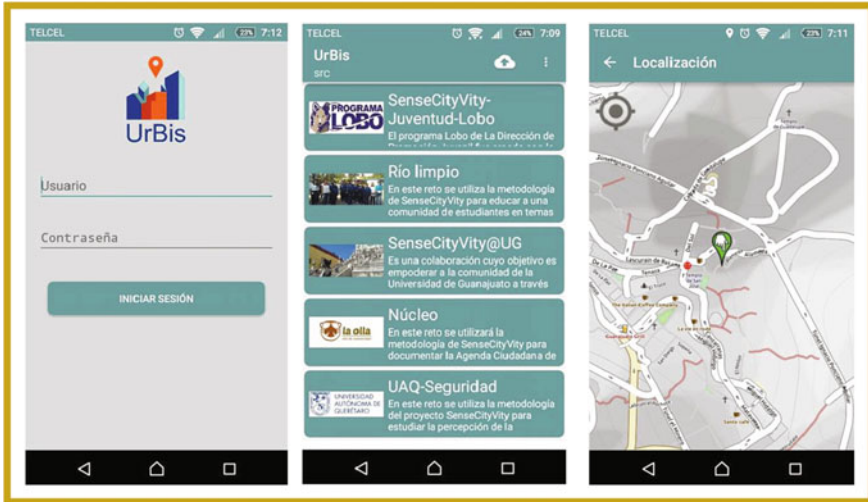 TELCEL 23% 7:12
UrBis
Usuario
Contraseña
INICIAR SESIÓN
TELCEL 24% 7:09
UrBis
src
PROGRAMA
LOBO
SenseCityVity-
Juventud-Lobo
El programa Lobo de La Dirección de
Río limpio
En este reto se utiliza la metodología
de SenseCityVity para educar a una
comunidad de estudiantes en temas
SenseCityVity@UG
Es una colaboración cuyo objetivo es
empoderar a la comunidad de la
Universidad de Guanajuato a través
la olla
Núcleo
En este reto se utilizará la
metodología de SenseCityVity para
documentar la Agenda Ciudadana de
UNIVERSIDAD
AUTÓNOMA DE
QUERÉTARO
UAQ-Seguridad
En este reto se utiliza la metodología
del proyecto SenseCityVity para
estudiar la percepción de la
TELCEL 23% 7:11
Localización
De La Paz
Santo Café